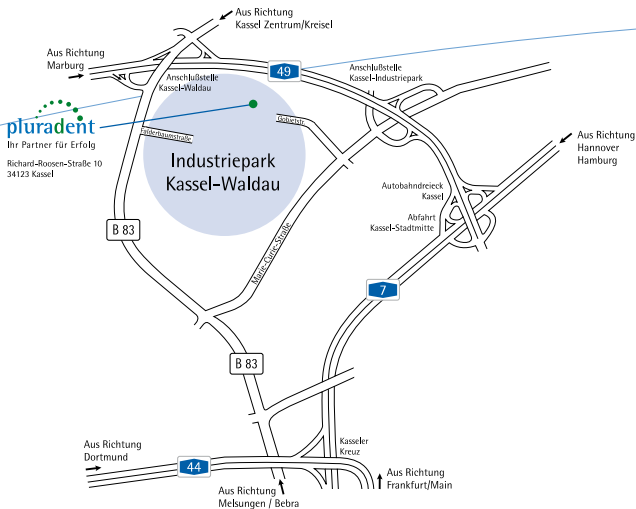 Aus Richtung
Kassel Zentrum/Kreisel
Aus Richtung
Marburg
49
Anschlußstelle
Kassel-Waldau
Anschlußstelle
Kassel-Industriepark
pluradent
Ihr Partner für Erfolg
Richard-Roosen-Straße 10
34123 Kassel
Falderbaumstraße
Gobietstr.
Industriepark
Kassel-Waldau
Aus Richtung
Hannover
Hamburg
Autobahndreieck
Kassel
Abfahrt
Kassel-Stadtmitte
B 83
Marie-Curie-Straße
7
B 83
Aus Richtung
Dortmund
44
Kasseler
Kreuz
Aus Richtung
Frankfurt/Main
Aus Richtung
Melsungen / Bebra